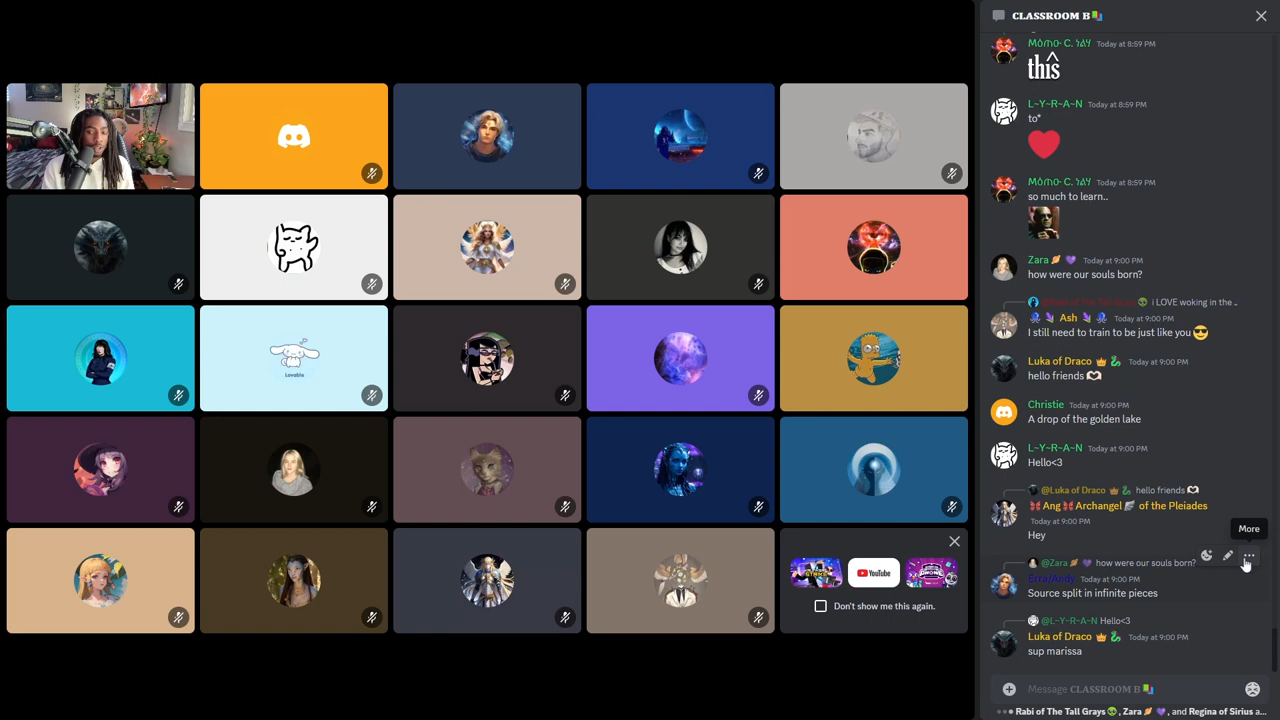 CLASSROOM B
Today at 8:59 PM
this
^
L~Y~R~A~N Today at 8:59 PM
to*
Today at 8:59 PM
so much to learn..
Zara Today at 9:00 PM
how were our souls born?
i LOVE woking in the ..
Ash Today at 9:00 PM
I still need to train to be just like you
Luka of Draco Today at 9:00 PM
hello friends
Christie Today at 9:00 PM
A drop of the golden lake
L~Y~R~A~N Today at 9:00 PM
Hello<3
@Luka of Draco hello friends
Ang Archangel of the Pleiades
Today at 9:00 PM
Hey
More
@Zara how were our souls born?
Erra/Andy Today at 9:00 PM
Source split in infinite pieces
@L~Y~R~A~N Hello<3
Luka of Draco Today at 9:00 PM
sup marissa
Message CLASSROOM B
Rabi of The Tall Grays, Zara, and Regina of Sirius a...
Lovable
YouTube
Don't show me this again.